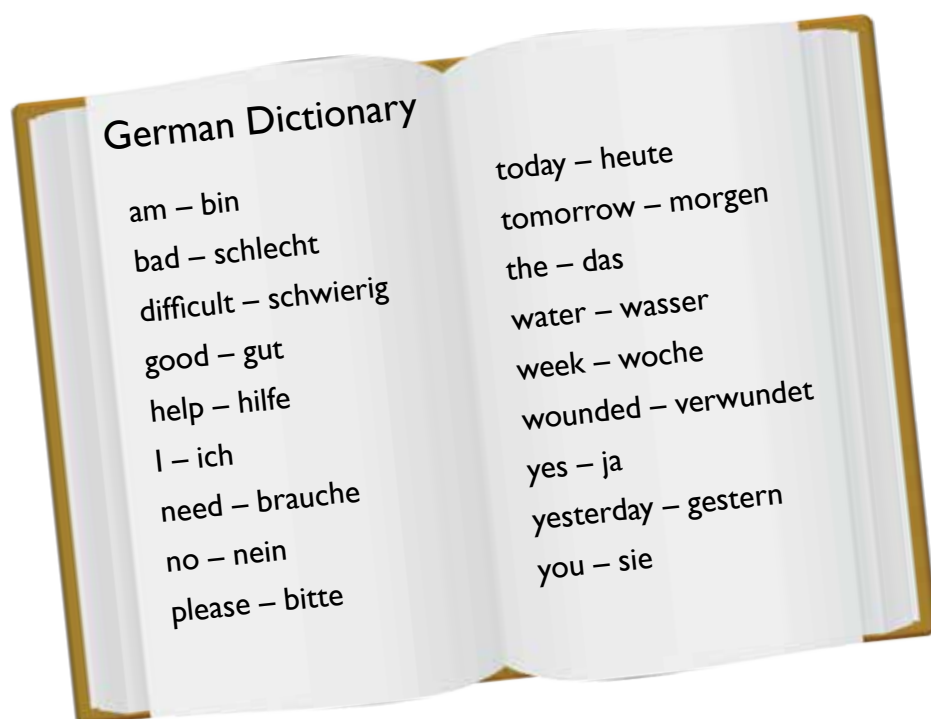 German Dictionary
am – bin
bad – schlecht
difficult – schwierig
good – gut
help – hilfe
I – ich
need – brauche
no – nein
please – bitte
today – heute
tomorrow – morgen
the – das
water – wasser
week – woche
wounded – verwundet
yes – ja
yesterday – gestern
you – sie